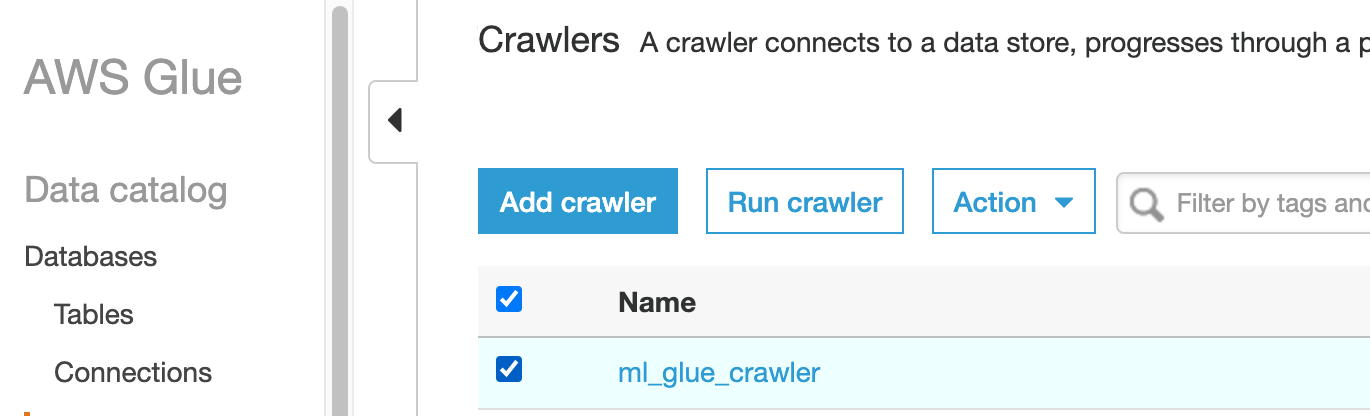 AWS Glue
Data catalog
Databases
Tables
Connections
Crawlers A crawler connects to a data store, progresses through a
Add crawler
Run crawler
Action
Filter by tags
Name
ml_glue_crawler